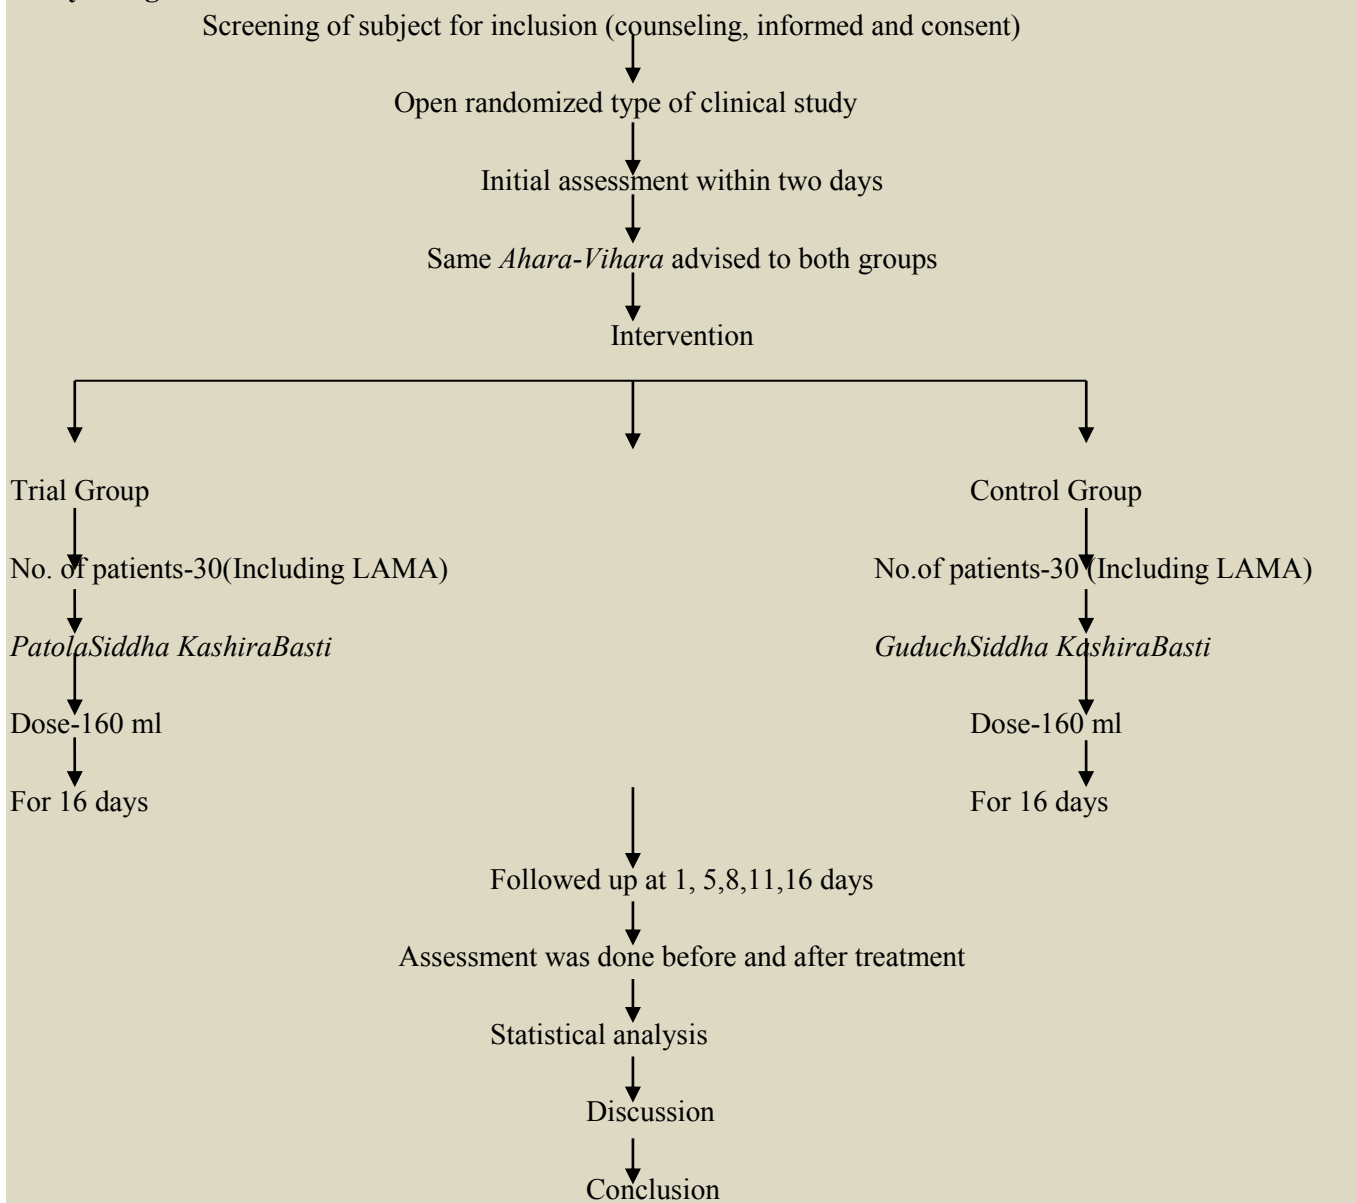 Screening of subject for inclusion (counseling, informed and consent)
Open randomized type of clinical study
Initial assessment within two days
Same Ahara-Vihara advised to both groups
Intervention
Trial Group
Control Group
No. of patients-30(Including LAMA)
No.of patients-30 (Including LAMA)
PatolaSiddha KashiraBasti
GuduchSiddha KashiraBasti
Dose-160 ml
Dose-160 ml
For 16 days
For 16 days
Followed up at 1, 5,8,11,16 days
Assessment was done before and after treatment
Statistical analysis
Discussion
Conclusion